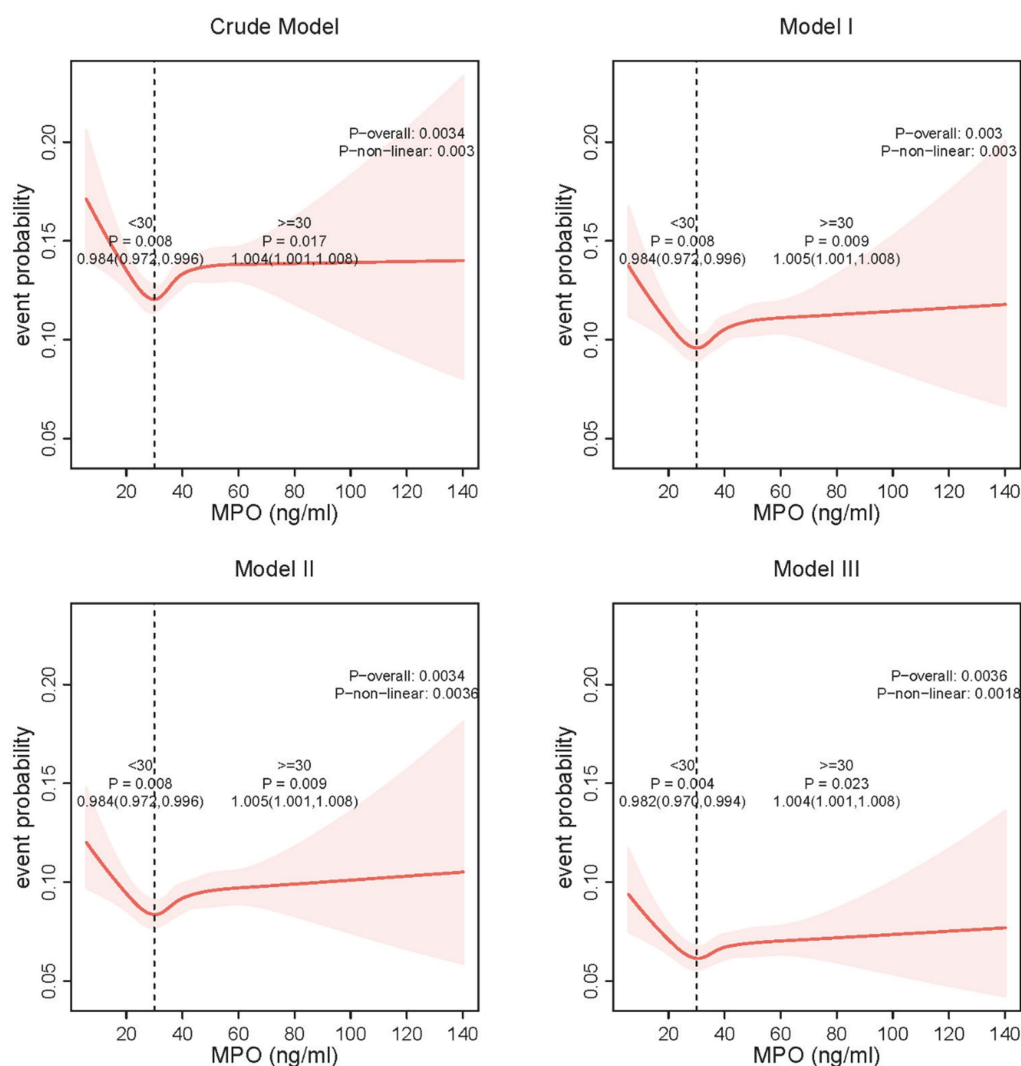 Crude Model
event probability
0.20
0.15
0.10
0.05
P-overall: 0.0034
P-non-linear: 0.003
<30
P = 0.008
0.984(0.972,0.996)
>=30
P = 0.017
1.004(1.001,1.008)
20 40 60 80 100 120 140
MPO (ng/ml)
Model I
event probability
0.20
0.15
0.10
0.05
P-overall: 0.003
P-non-linear: 0.003
<30
P = 0.008
0.984(0.972,0.996)
>=30
P = 0.009
1.005(1.001,1.008)
20 40 60 80 100 120 140
MPO (ng/ml)
Model II
event probability
0.20
0.15
0.10
0.05
P-overall: 0.0034
P-non-linear: 0.0036
<30
P = 0.008
0.984(0.972,0.996)
>=30
P = 0.009
1.005(1.001,1.008)
20 40 60 80 100 120 140
MPO (ng/ml)
Model III
event probability
0.20
0.15
0.10
0.05
P-overall: 0.0036
P-non-linear: 0.0018
<30
P = 0.004
0.982(0.970,0.994)
>=30
P = 0.023
1.004(1.001,1.008)
20 40 60 80 100 120 140
MPO (ng/ml)